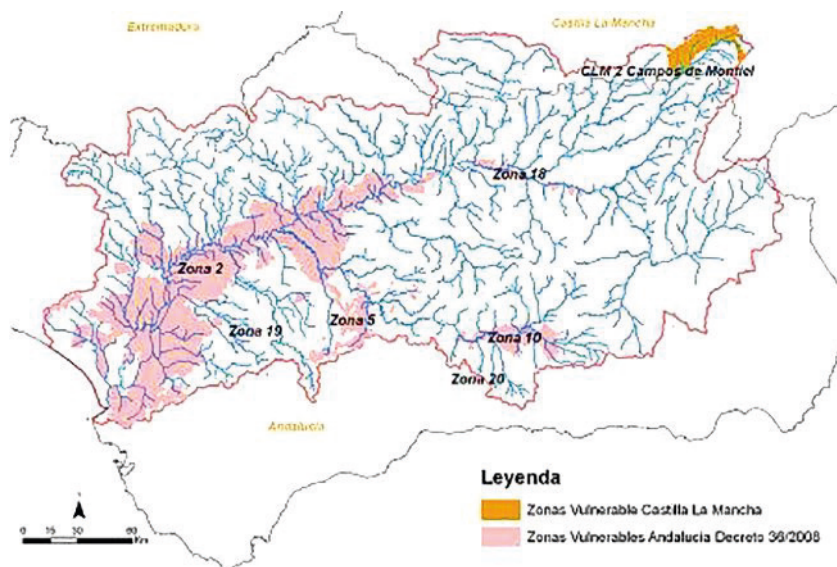 Extremadura
Castilla La Mancha
CLM 2 Campos de Montiel
Zona 18
Zona 2
Zona 19
Zona 5
Zona 10
Zona 20
Andalucía
Leyenda
Zonas Vulnerable Castilla La Mancha
Zonas Vulnerables Andalucía Decreto 36/2008
0 15 30 60
Km